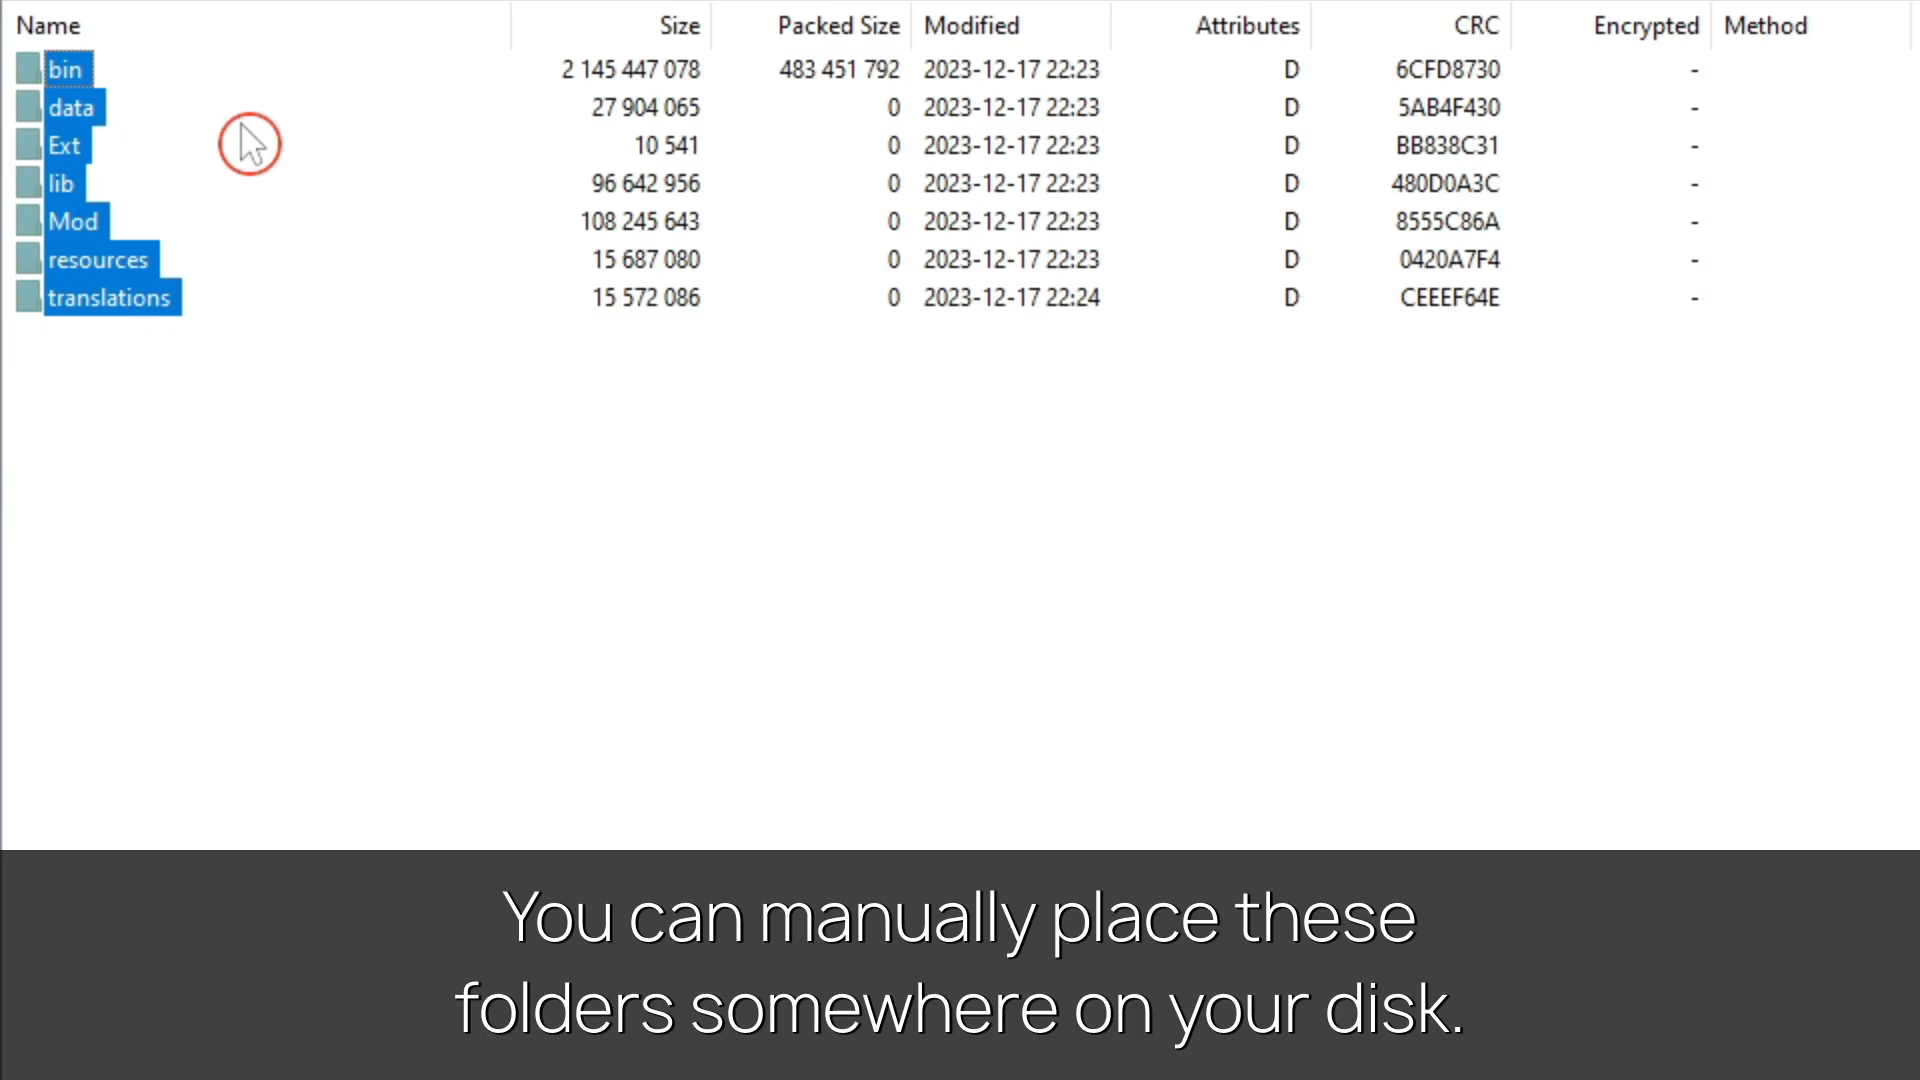 Name Size Packed Size Modified Attributes CRC Encrypted Method
bin 2 145 447 078 483 451 792 2023-12-17 22:23 D 6CFD8730 -
data 27 904 065 0 2023-12-17 22:23 D 5AB4F430 -
Ext 10 541 0 2023-12-17 22:23 D BB838C31 -
lib 96 642 956 0 2023-12-17 22:23 D 480D0A3C -
Mod 108 245 643 0 2023-12-17 22:23 D 8555C86A -
resources 15 687 080 0 2023-12-17 22:23 D 0420A7F4 -
translations 15 572 086 0 2023-12-17 22:24 D CEEEF64E -
You can manually place these
folders somewhere on your disk.